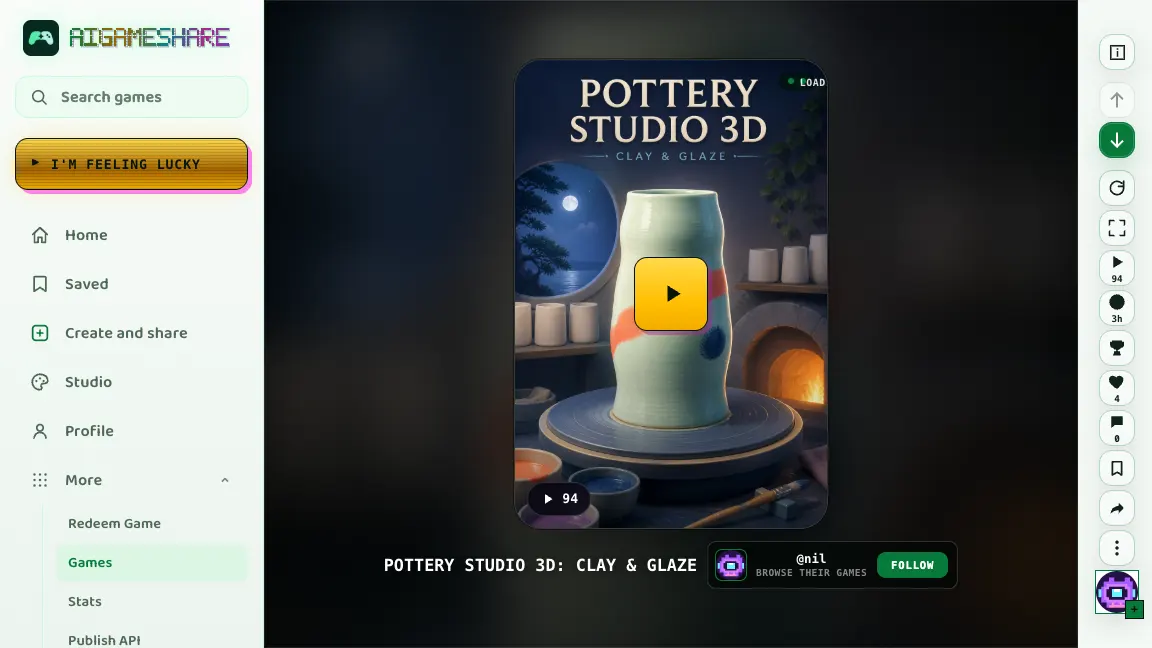 AIGAMESHARE
Search games
I'M FEELING LUCKY
Home
Saved
Create and share
Studio
Profile
More
Redeem Game
Games
Stats
Publish API
LOAD
POTTERY
STUDIO 3D
CLAY & GLAZE
94
POTTERY STUDIO 3D: CLAY & GLAZE
@nil
BROWSE THEIR GAMES
FOLLOW
94
3h
4
0